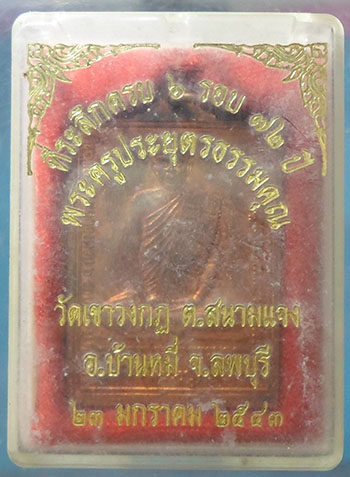 ที่ระลึกครบ ๖ รอบ ๗๒ ปี
พระครูประยุตรธรรมคุณ
วัดเขาวงกฏ ต.สนามแจง
อ.บ้านหมี่ จ.ลพบุรี
๒๓ มกราคม ๒๕๔๓